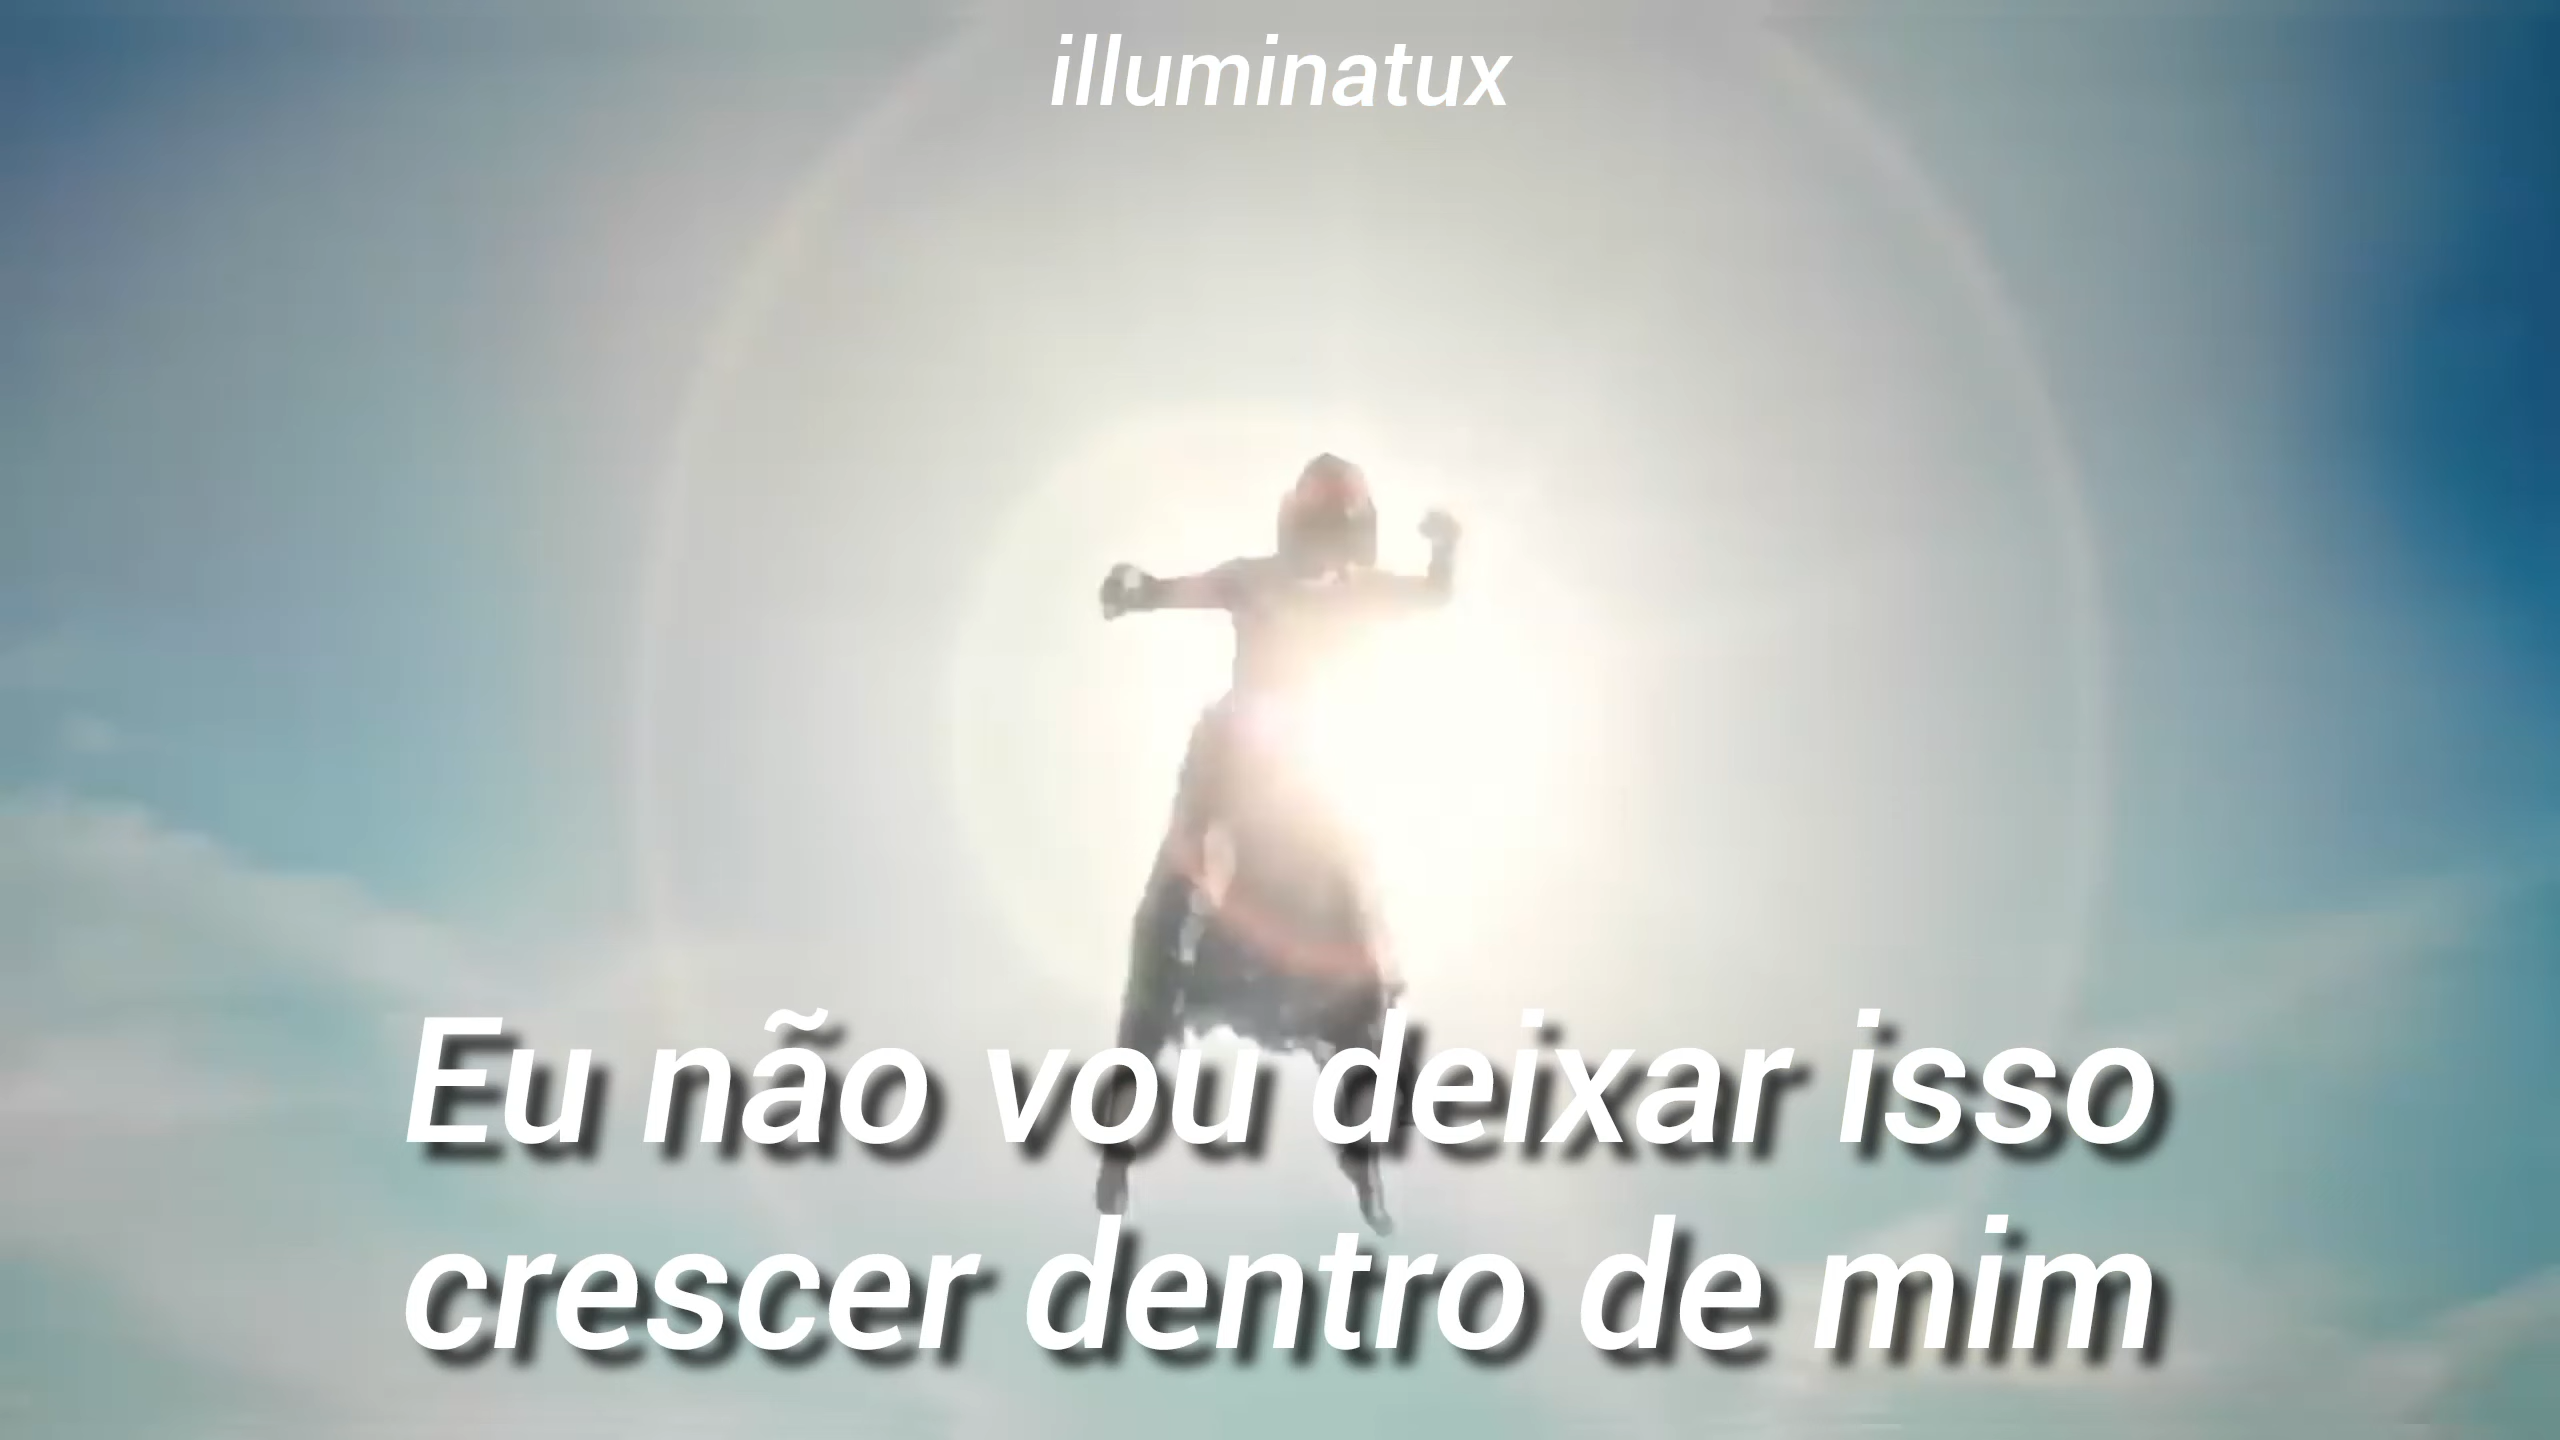 illuminatux
Eu não vou deixar isso
crescer dentro de mim